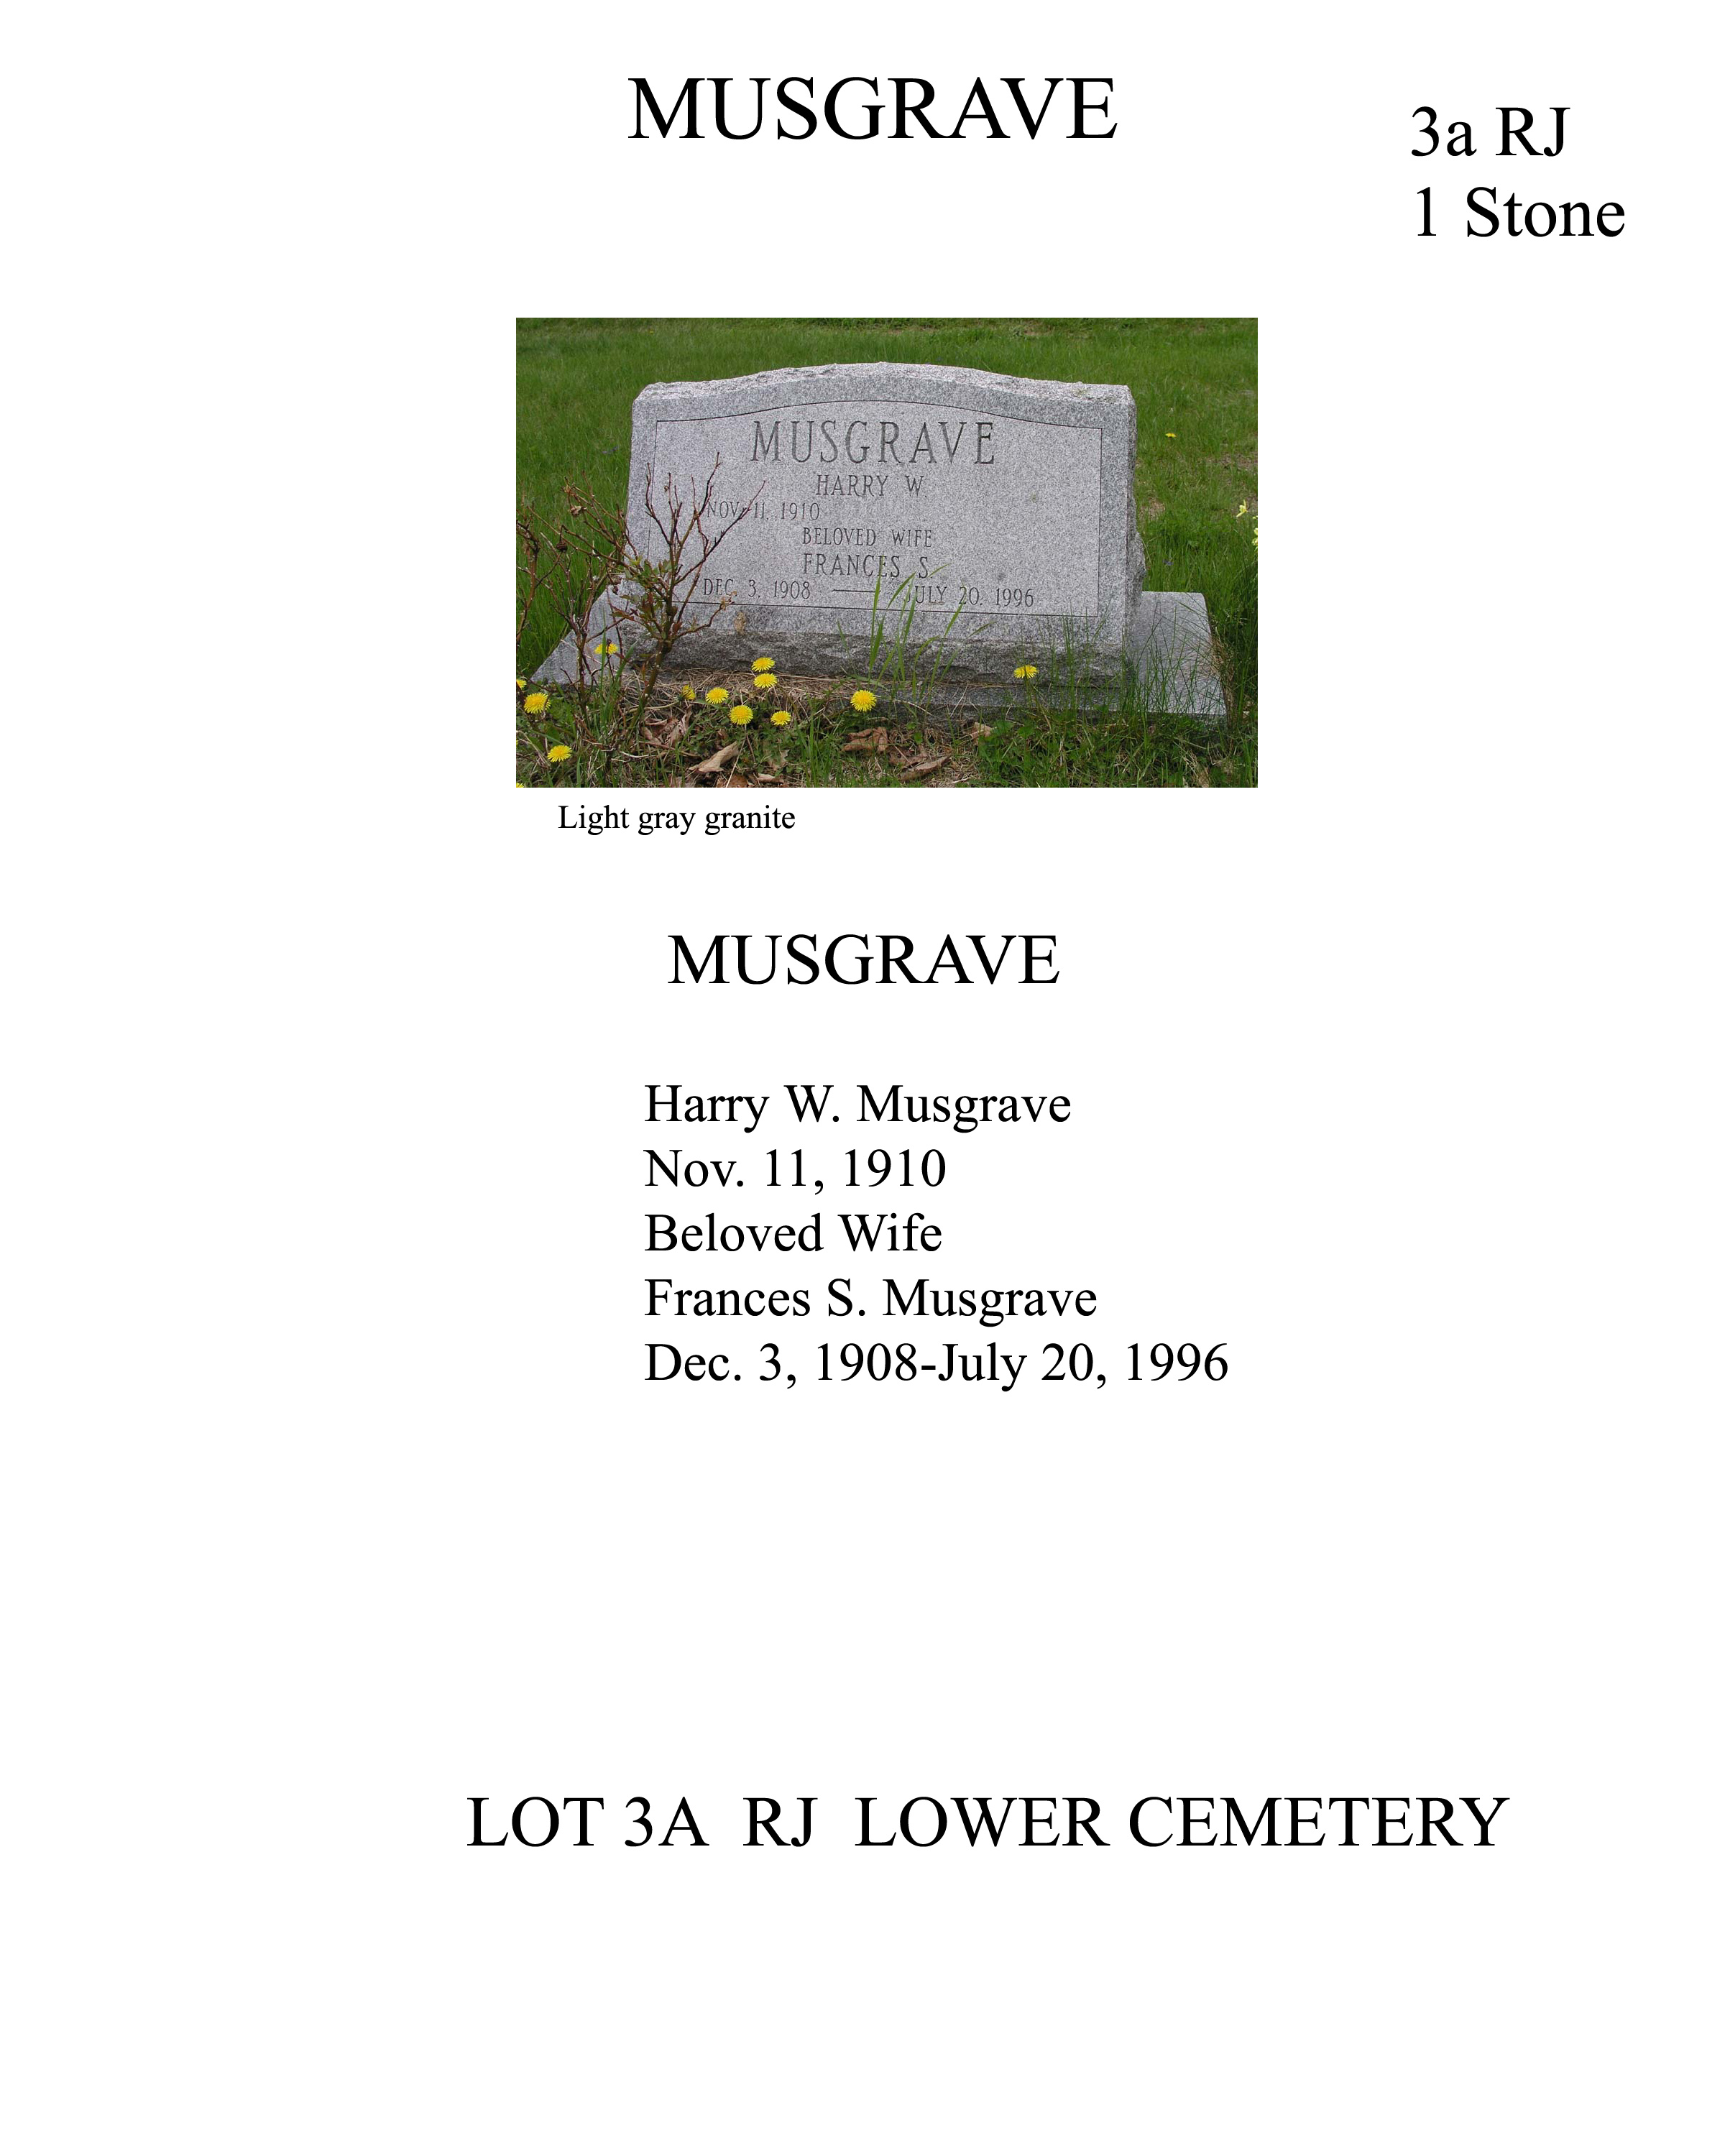 MUSGRAVE
3a RJ
1 Stone
MUSGRAVE
HARRY W.
NOV. 11, 1910
BELOVED WIFE
FRANCES S.
DEC. 3, 1908 — JULY 20, 1996
Light gray granite
MUSGRAVE
Harry W. Musgrave
Nov. 11, 1910
Beloved Wife
Frances S. Musgrave
Dec. 3, 1908-July 20, 1996
LOT 3A RJ LOWER CEMETERY